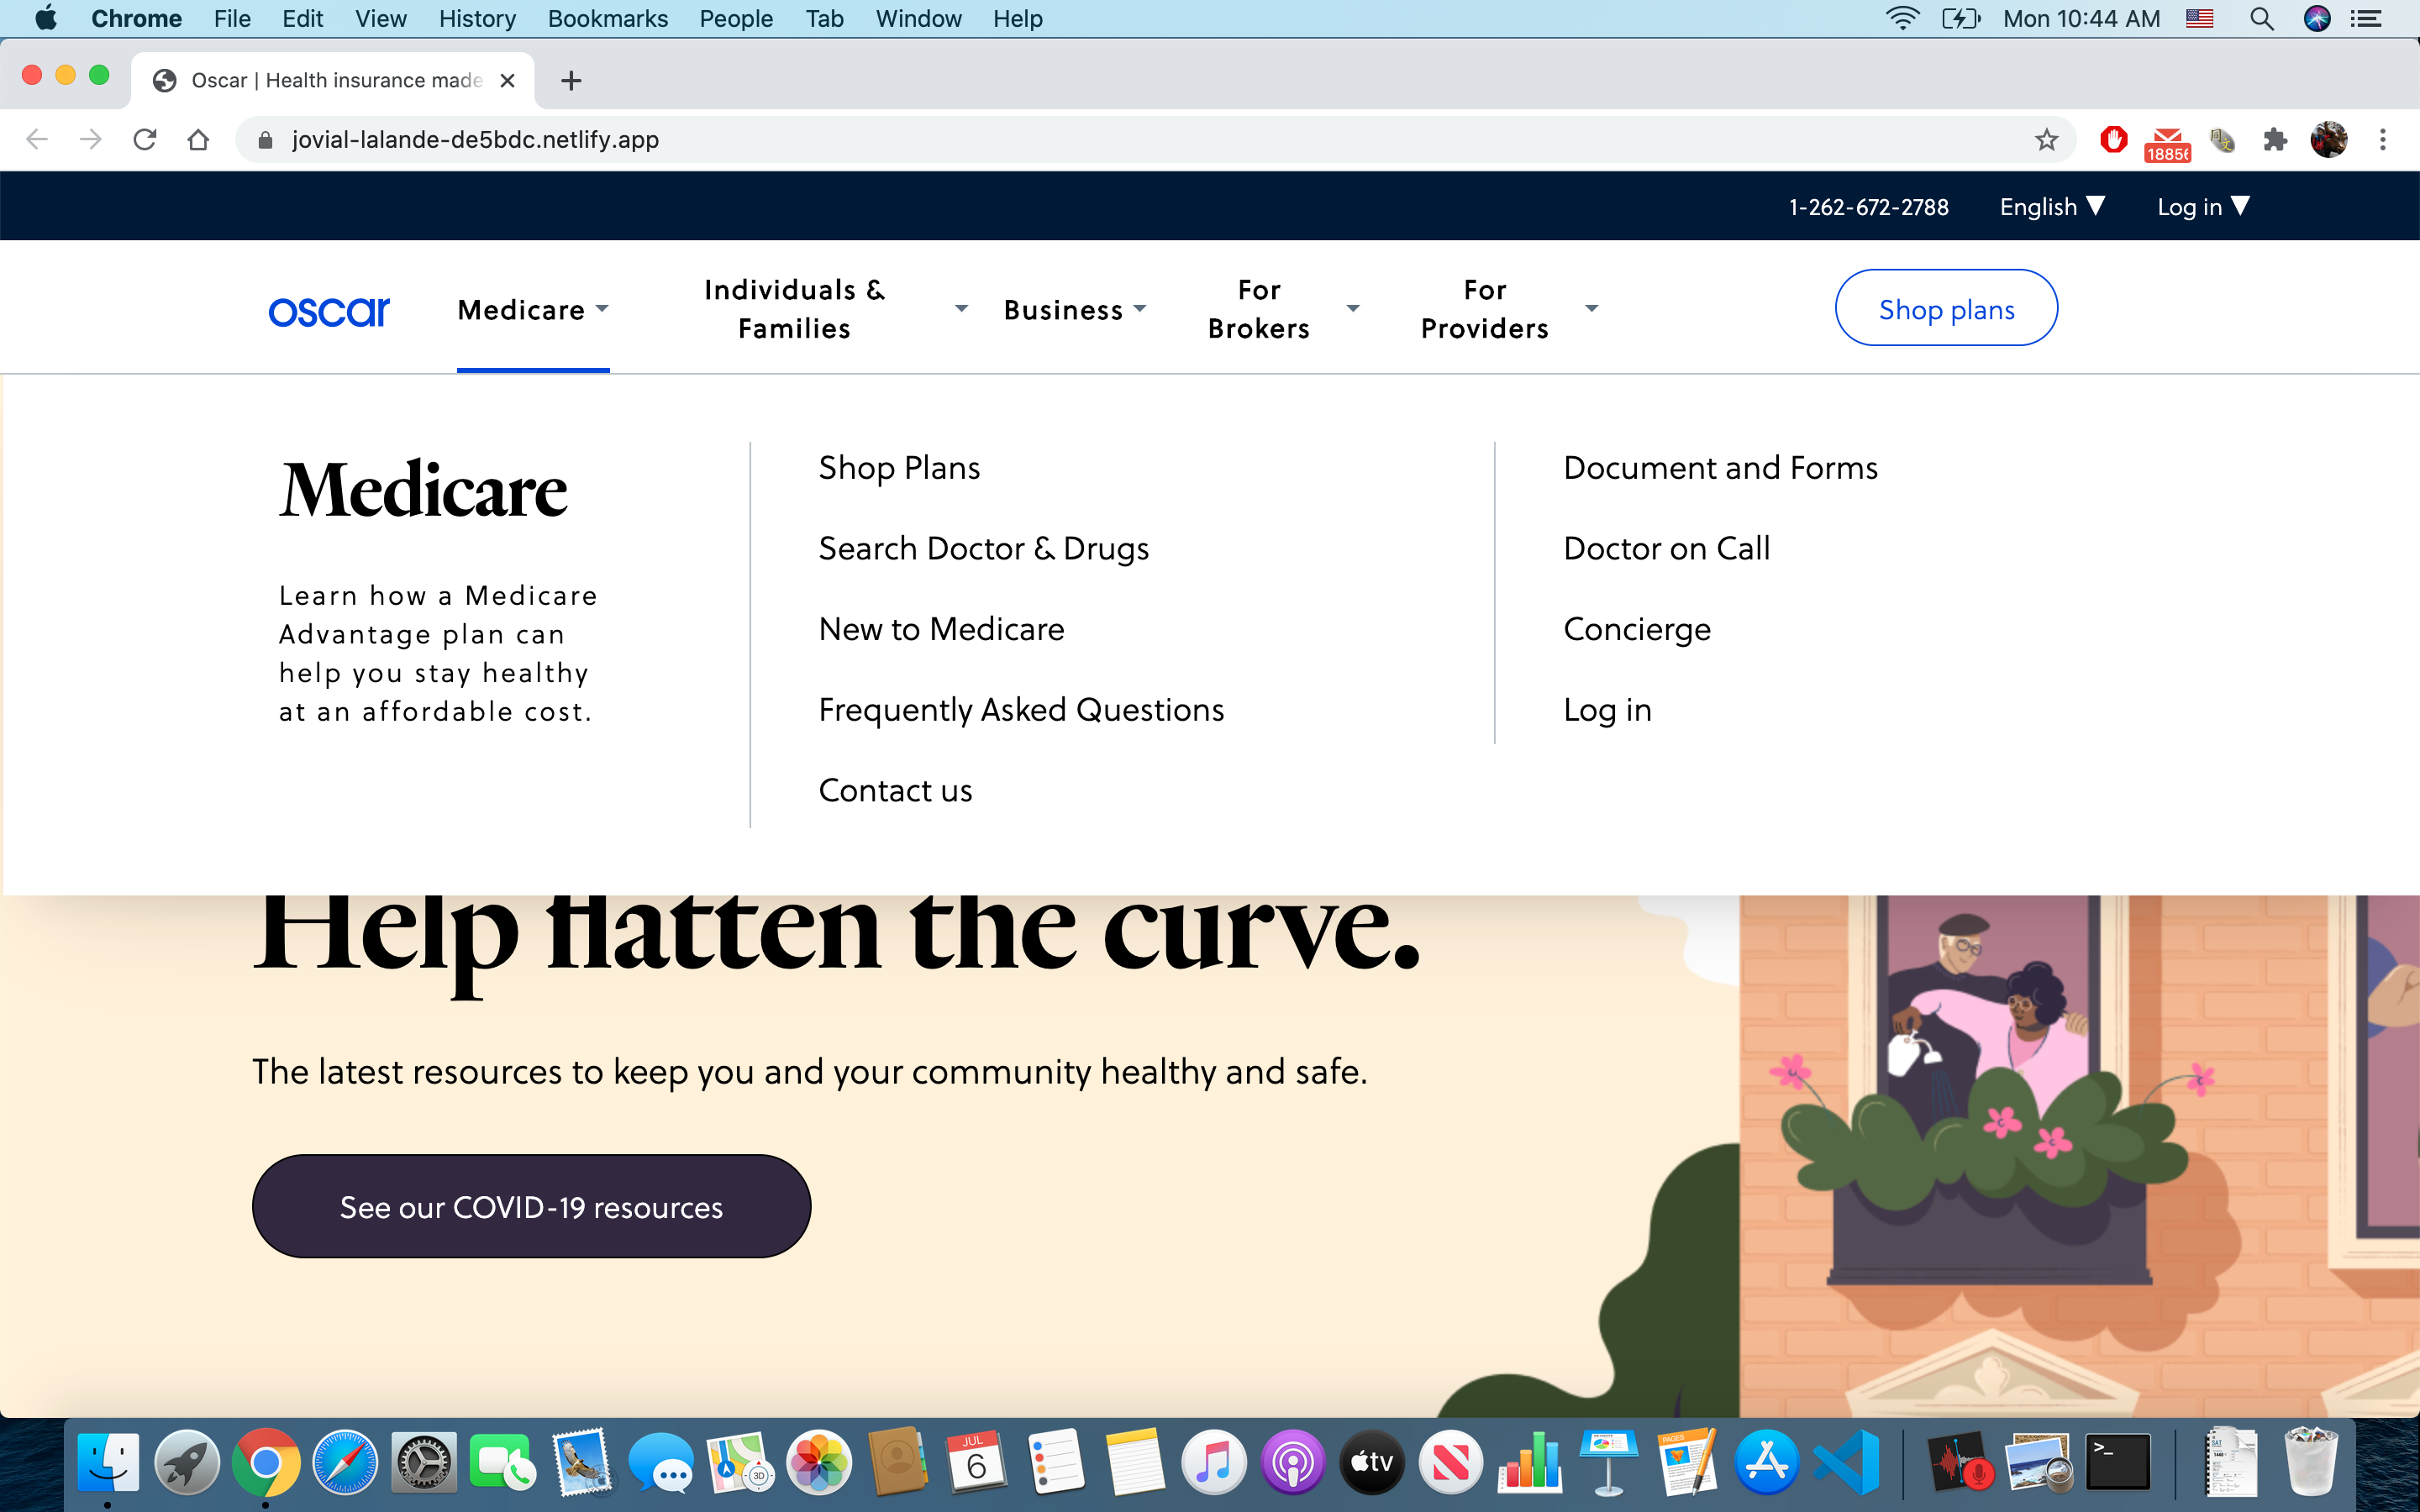 Chrome File Edit View History Bookmarks People Tab Window Help Mon 10:44 AM
Oscar | Health insurance made
jovial-lalande-de5bdc.netlify.app
18856
1-262-672-2788 English ▼ Log in ▼
oscar
Medicare
Individuals &
Families
Business
For
Brokers
For
Providers
Shop plans
Medicare
Learn how a Medicare
Advantage plan can
help you stay healthy
at an affordable cost.
Shop Plans
Search Doctor & Drugs
New to Medicare
Frequently Asked Questions
Contact us
Document and Forms
Doctor on Call
Concierge
Log in
Help flatten the curve.
The latest resources to keep you and your community healthy and safe.
See our COVID-19 resources
3D
JUL
6
tv
PAGES
>_